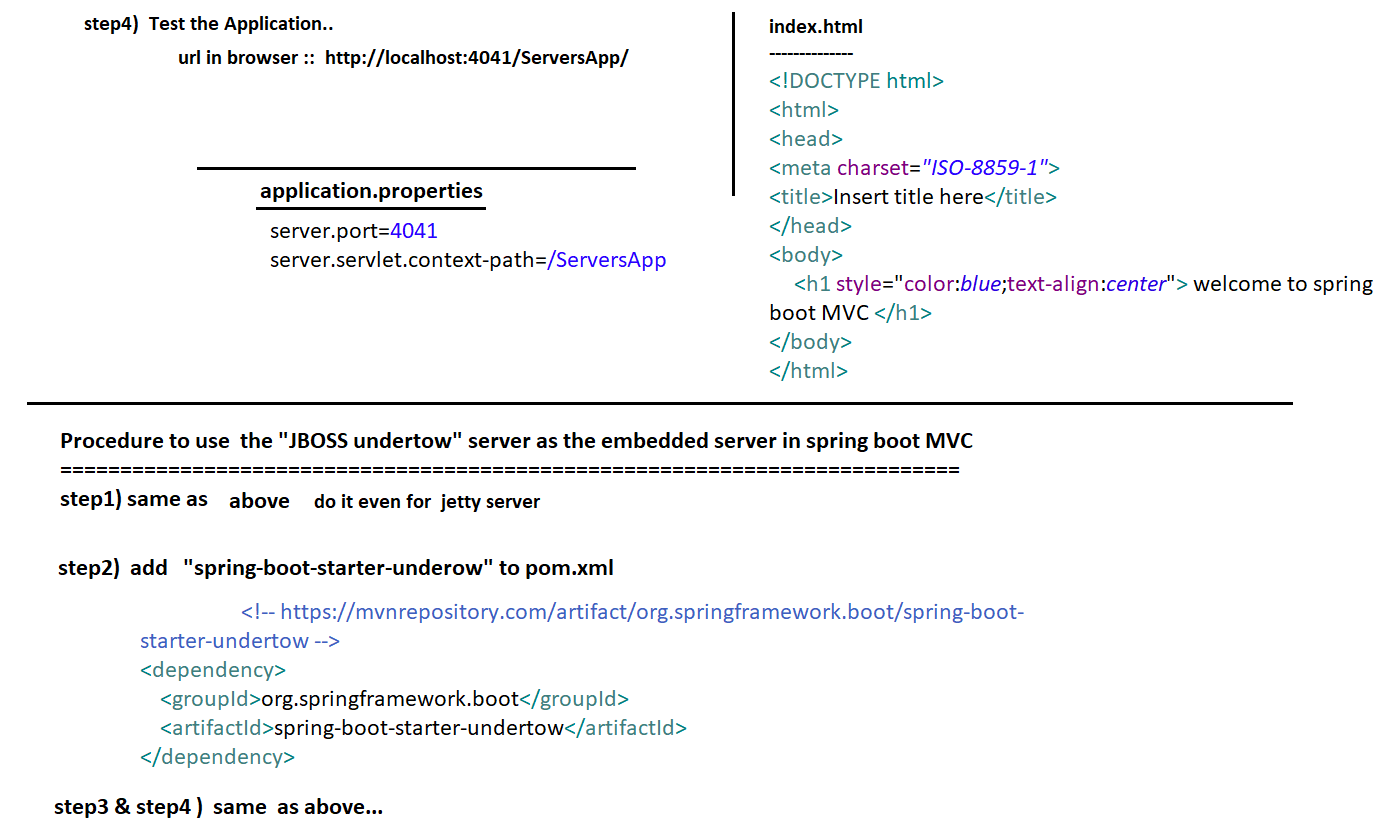 step4)  Test the Application..
url in browser ::  http://localhost:4041/ServersApp/
application.properties
server.port=4041
server.servlet.context-path=/ServersApp
index.html
--------------
<!DOCTYPE html>
<html>
<head>
<meta charset="ISO-8859-1">
<title>Insert title here</title>
</head>
<body>
<h1 style="color:blue;text-align:center"> welcome to spring
boot MVC </h1>
</body>
</html>
Procedure to use  the "JBOSS undertow" server as the embedded server in spring boot MVC
===========================================================================
step1) same as   above   do it even for  jetty server
step2)  add   "spring-boot-starter-underow" to pom.xml
<!-- https://mvnrepository.com/artifact/org.springframework.boot/spring-boot-
starter-undertow -->
<dependency>
<groupId>org.springframework.boot</groupId>
<artifactId>spring-boot-starter-undertow</artifactId>
</dependency>
step3 & step4 )  same  as above...